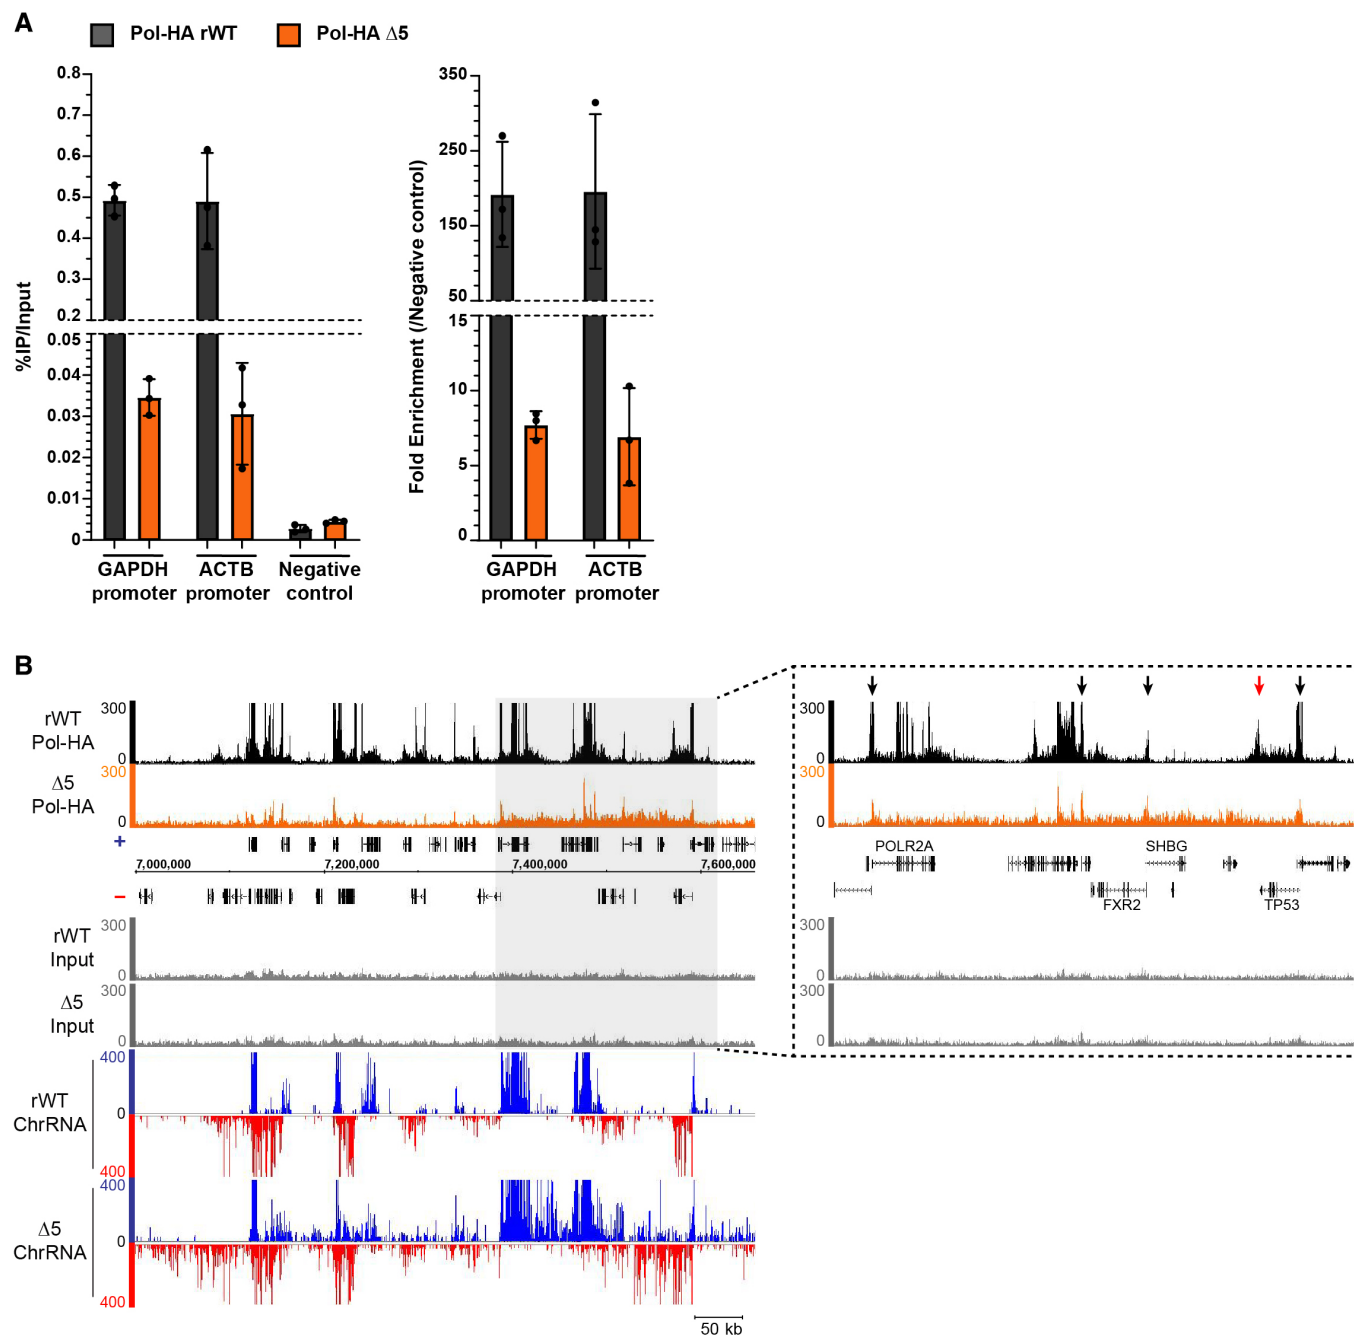 A
Pol-HA rWT
Pol-HA Δ5
%IP/Input
0.8
0.7
0.6
0.5
0.4
0.3
0.2
0.05
0.04
0.03
0.02
0.01
0
GAPDH promoter
ACTB promoter
Negative control
Fold Enrichment (/Negative control)
350
250
150
50
15
10
5
0
GAPDH promoter
ACTB promoter
B
rWT
Pol-HA
300
0
Δ5
Pol-HA
300
0
+
7,000,000
7,200,000
7,400,000
7,600,000
−
rWT
Input
300
0
Δ5
Input
300
0
rWT
ChrRNA
400
0
400
Δ5
ChrRNA
400
0
400
50 kb
300
0
300
0
POLR2A
SHBG
FXR2
TP53
300
0
300
0